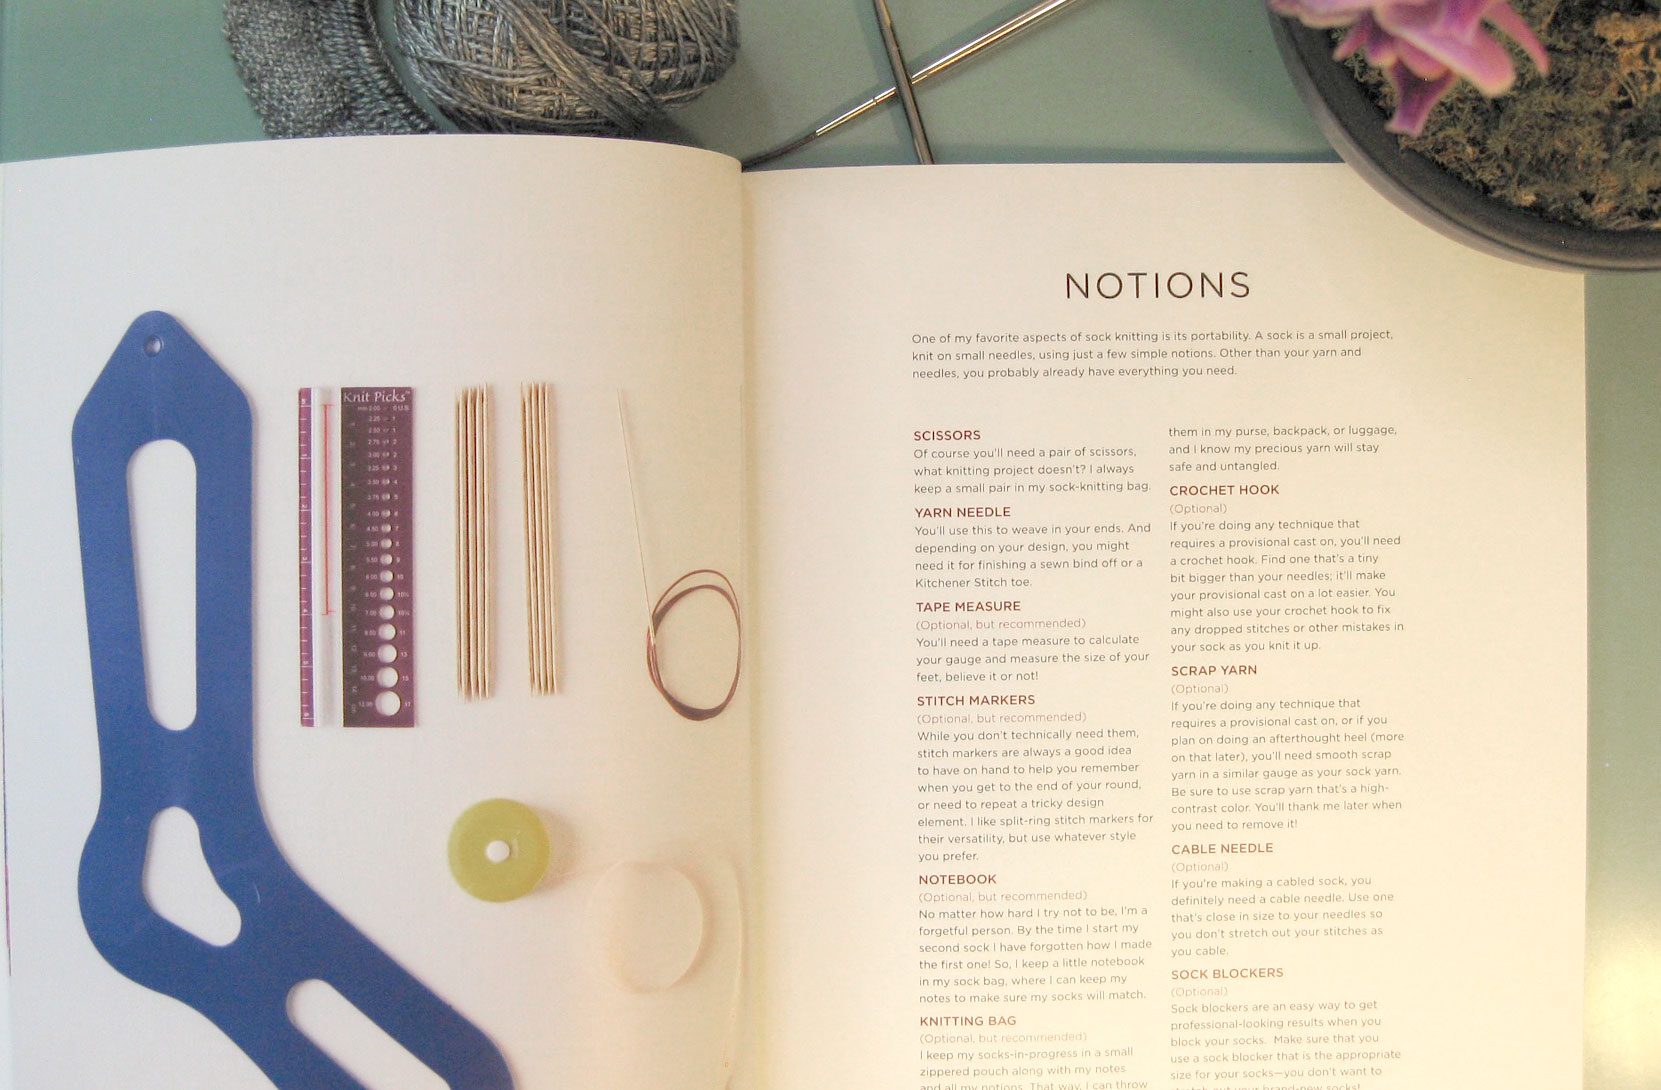 Knit Picks™
NOTIONS
One of my favorite aspects of sock knitting is its portability. A sock is a small project,
knit on small needles, using just a few simple notions. Other than your yarn and
needles, you probably already have everything you need.
SCISSORS
Of course you'll need a pair of scissors,
what knitting project doesn't? I always
keep a small pair in my sock-knitting bag.
YARN NEEDLE
You'll use this to weave in your ends. And
depending on your design, you might
need it for finishing a sewn bind off or a
Kitchener Stitch toe.
TAPE MEASURE
(Optional, but recommended)
You'll need a tape measure to calculate
your gauge and measure the size of your
feet, believe it or not!
STITCH MARKERS
(Optional, but recommended)
While you don't technically need them,
stitch markers are always a good idea
to have on hand to help you remember
when you get to the end of your round,
or need to repeat a tricky design
element. I like split-ring stitch markers for
their versatility, but use whatever style
you prefer.
NOTEBOOK
(Optional, but recommended)
No matter how hard I try not to be, I'm a
forgetful person. By the time I start my
second sock I have forgotten how I made
the first one! So, I keep a little notebook
in my sock bag, where I can keep my
notes to make sure my socks will match.
KNITTING BAG
(Optional, but recommended)
I keep my socks-in-progress in a small
zippered pouch along with my notes
and all my notions. That way, I can throw
them in my purse, backpack, or luggage,
and I know my precious yarn will stay
safe and untangled.
CROCHET HOOK
(Optional)
If you're doing any technique that
requires a provisional cast on, you'll need
a crochet hook. Find one that's a tiny
bit bigger than your needles; it'll make
your provisional cast on a lot easier. You
might also use your crochet hook to fix
any dropped stitches or other mistakes in
your sock as you knit it up.
SCRAP YARN
(Optional)
If you're doing any technique that
requires a provisional cast on, or if you
plan on doing an afterthought heel (more
on that later), you'll need smooth scrap
yarn in a similar gauge as your sock yarn.
Be sure to use scrap yarn that's a high-
contrast color. You'll thank me later when
you need to remove it!
CABLE NEEDLE
(Optional)
If you're making a cabled sock, you
definitely need a cable needle. Use one
that's close in size to your needles so
you don't stretch out your stitches as
you cable.
SOCK BLOCKERS
(Optional)
Sock blockers are an easy way to get
professional-looking results when you
block your socks. Make sure that you
use a sock blocker that is the appropriate
size for your socks—you don't want to
stretch out your brand-new socks!